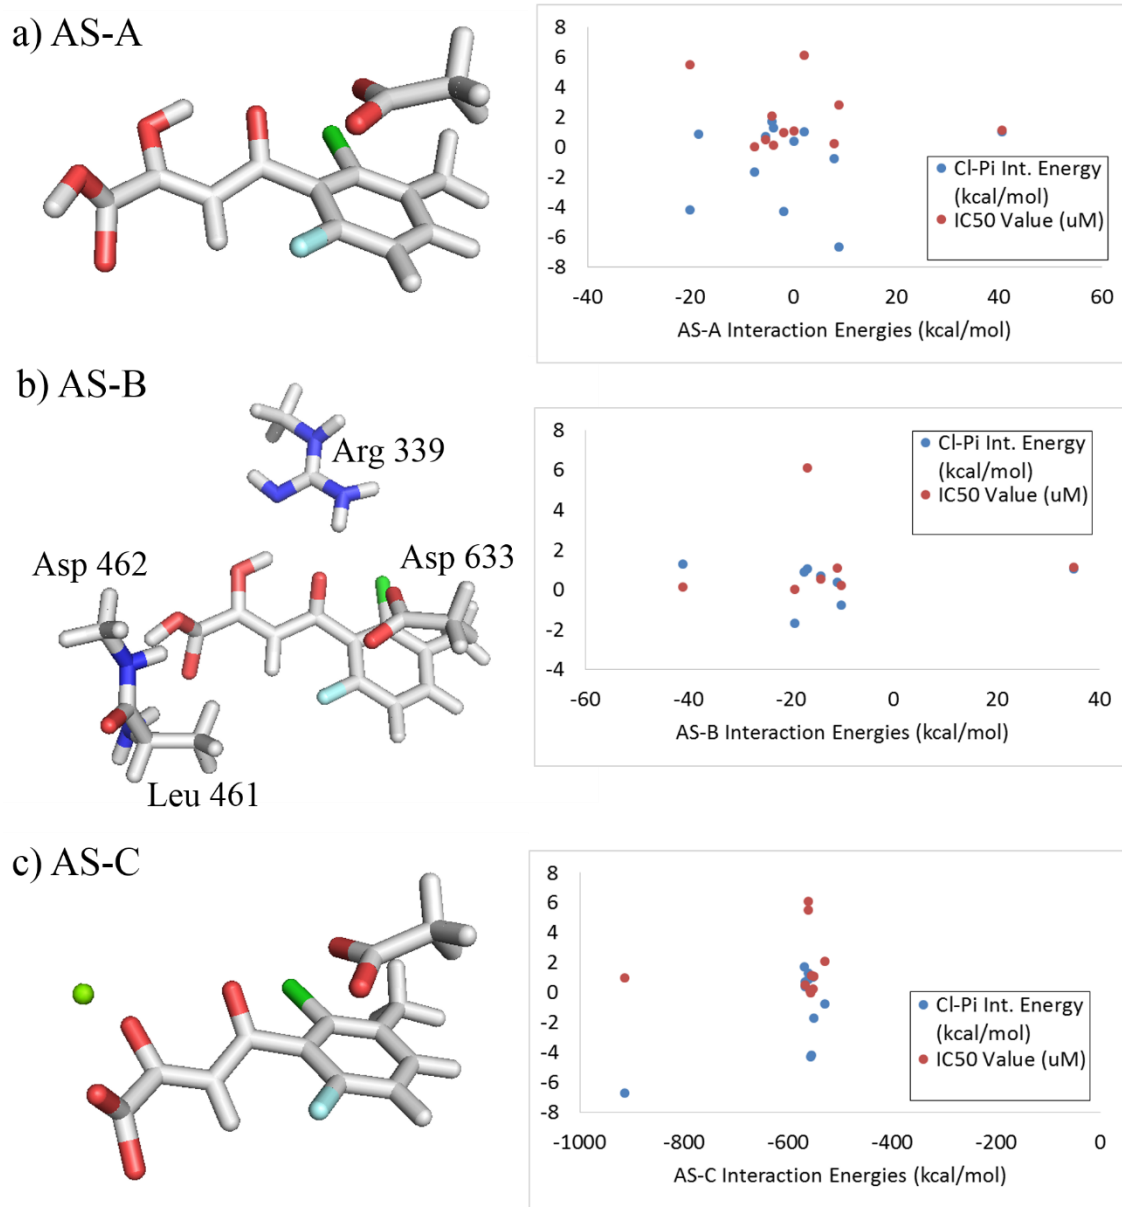 a) AS-A
8
6
4
2
0
-2
-4
-6
-8
-40 -20 0 20 40 60
AS-A Interaction Energies (kcal/mol)
Cl-Pi Int. Energy
(kcal/mol)
IC50 Value (uM)
b) AS-B
Arg 339
Asp 462
Asp 633
Leu 461
8
6
4
2
0
-2
-4
-60 -40 -20 0 20 40
AS-B Interaction Energies (kcal/mol)
Cl-Pi Int. Energy
(kcal/mol)
IC50 Value (uM)
c) AS-C
8
6
4
2
0
-2
-4
-6
-8
-1000 -800 -600 -400 -200 0
AS-C Interaction Energies (kcal/mol)
Cl-Pi Int. Energy
(kcal/mol)
IC50 Value (uM)